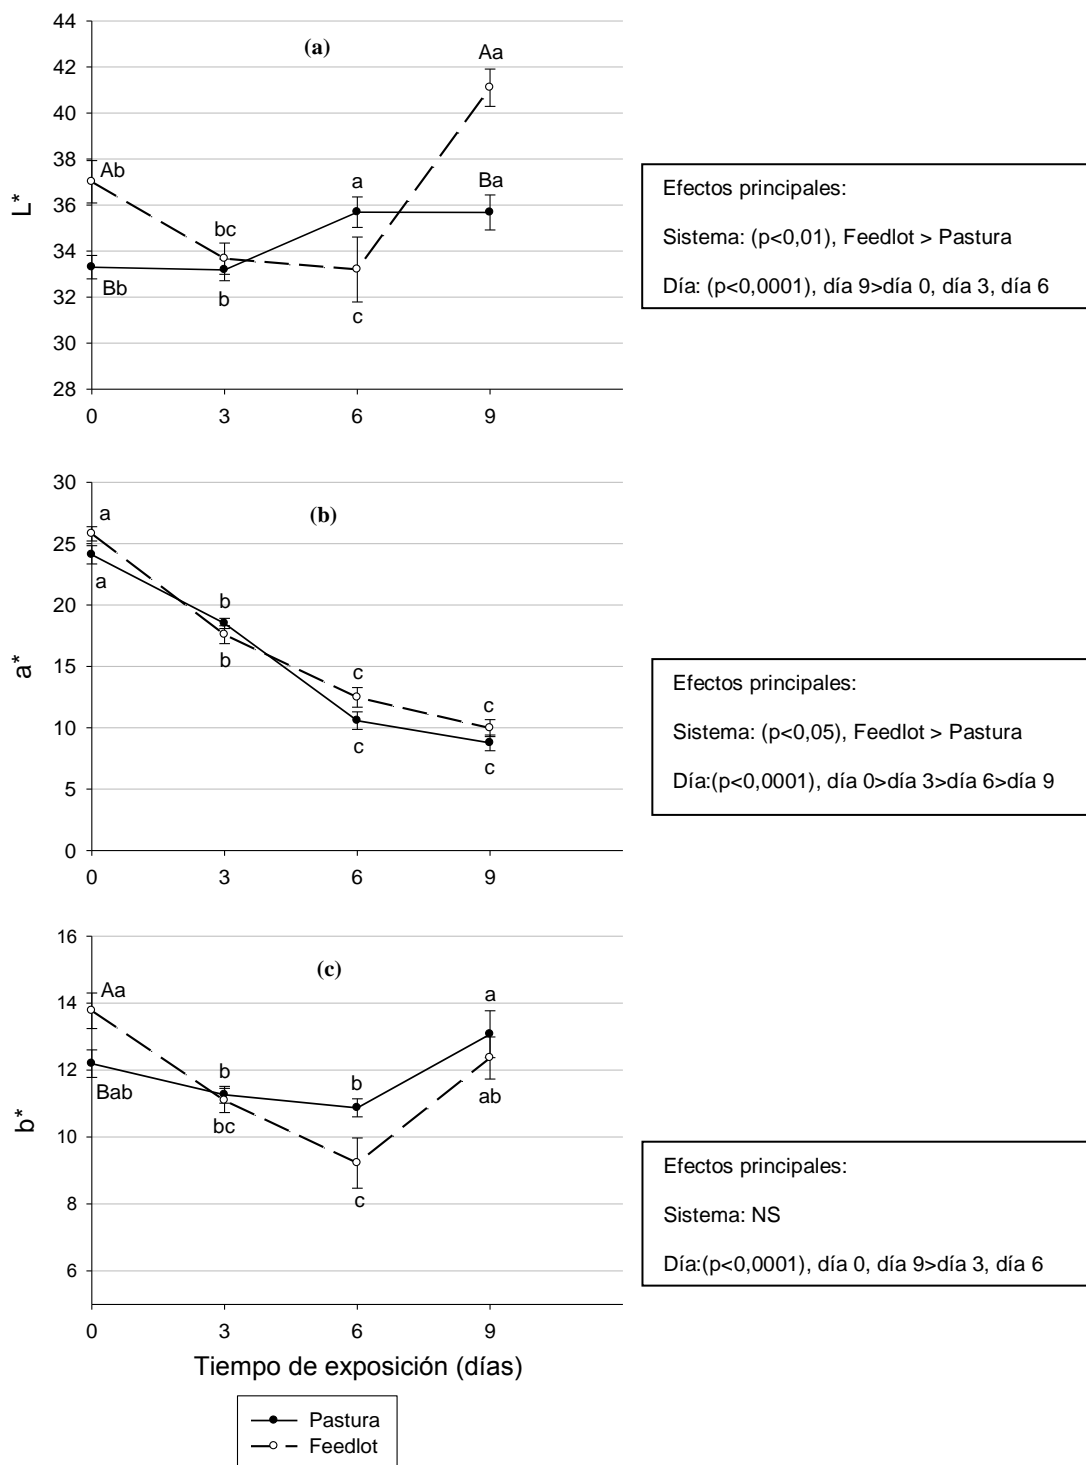 44
(a)
Aa
42
40
38
Ab
L*
36
a
Ba
bc
34
Bb
b
32
c
30
28
0 3 6 9
Efectos principales:
Sistema: (p<0,01), Feedlot > Pastura
Día: (p<0,0001), día 9>día 0, día 3, día 6
30
(b)
a
25
a
20
b
b
a*
15
c
c
10
c
c
5
0
0 3 6 9
Efectos principales:
Sistema: (p<0,05), Feedlot > Pastura
Día:(p<0,0001), día 0>día 3>día 6>día 9
16
(c)
Aa
a
14
12
Bab
b
b
bc
ab
b*
10
c
8
6
0 3 6 9
Tiempo de exposición (días)
Efectos principales:
Sistema: NS
Día:(p<0,0001), día 0, día 9>día 3, día 6
Pastura
Feedlot